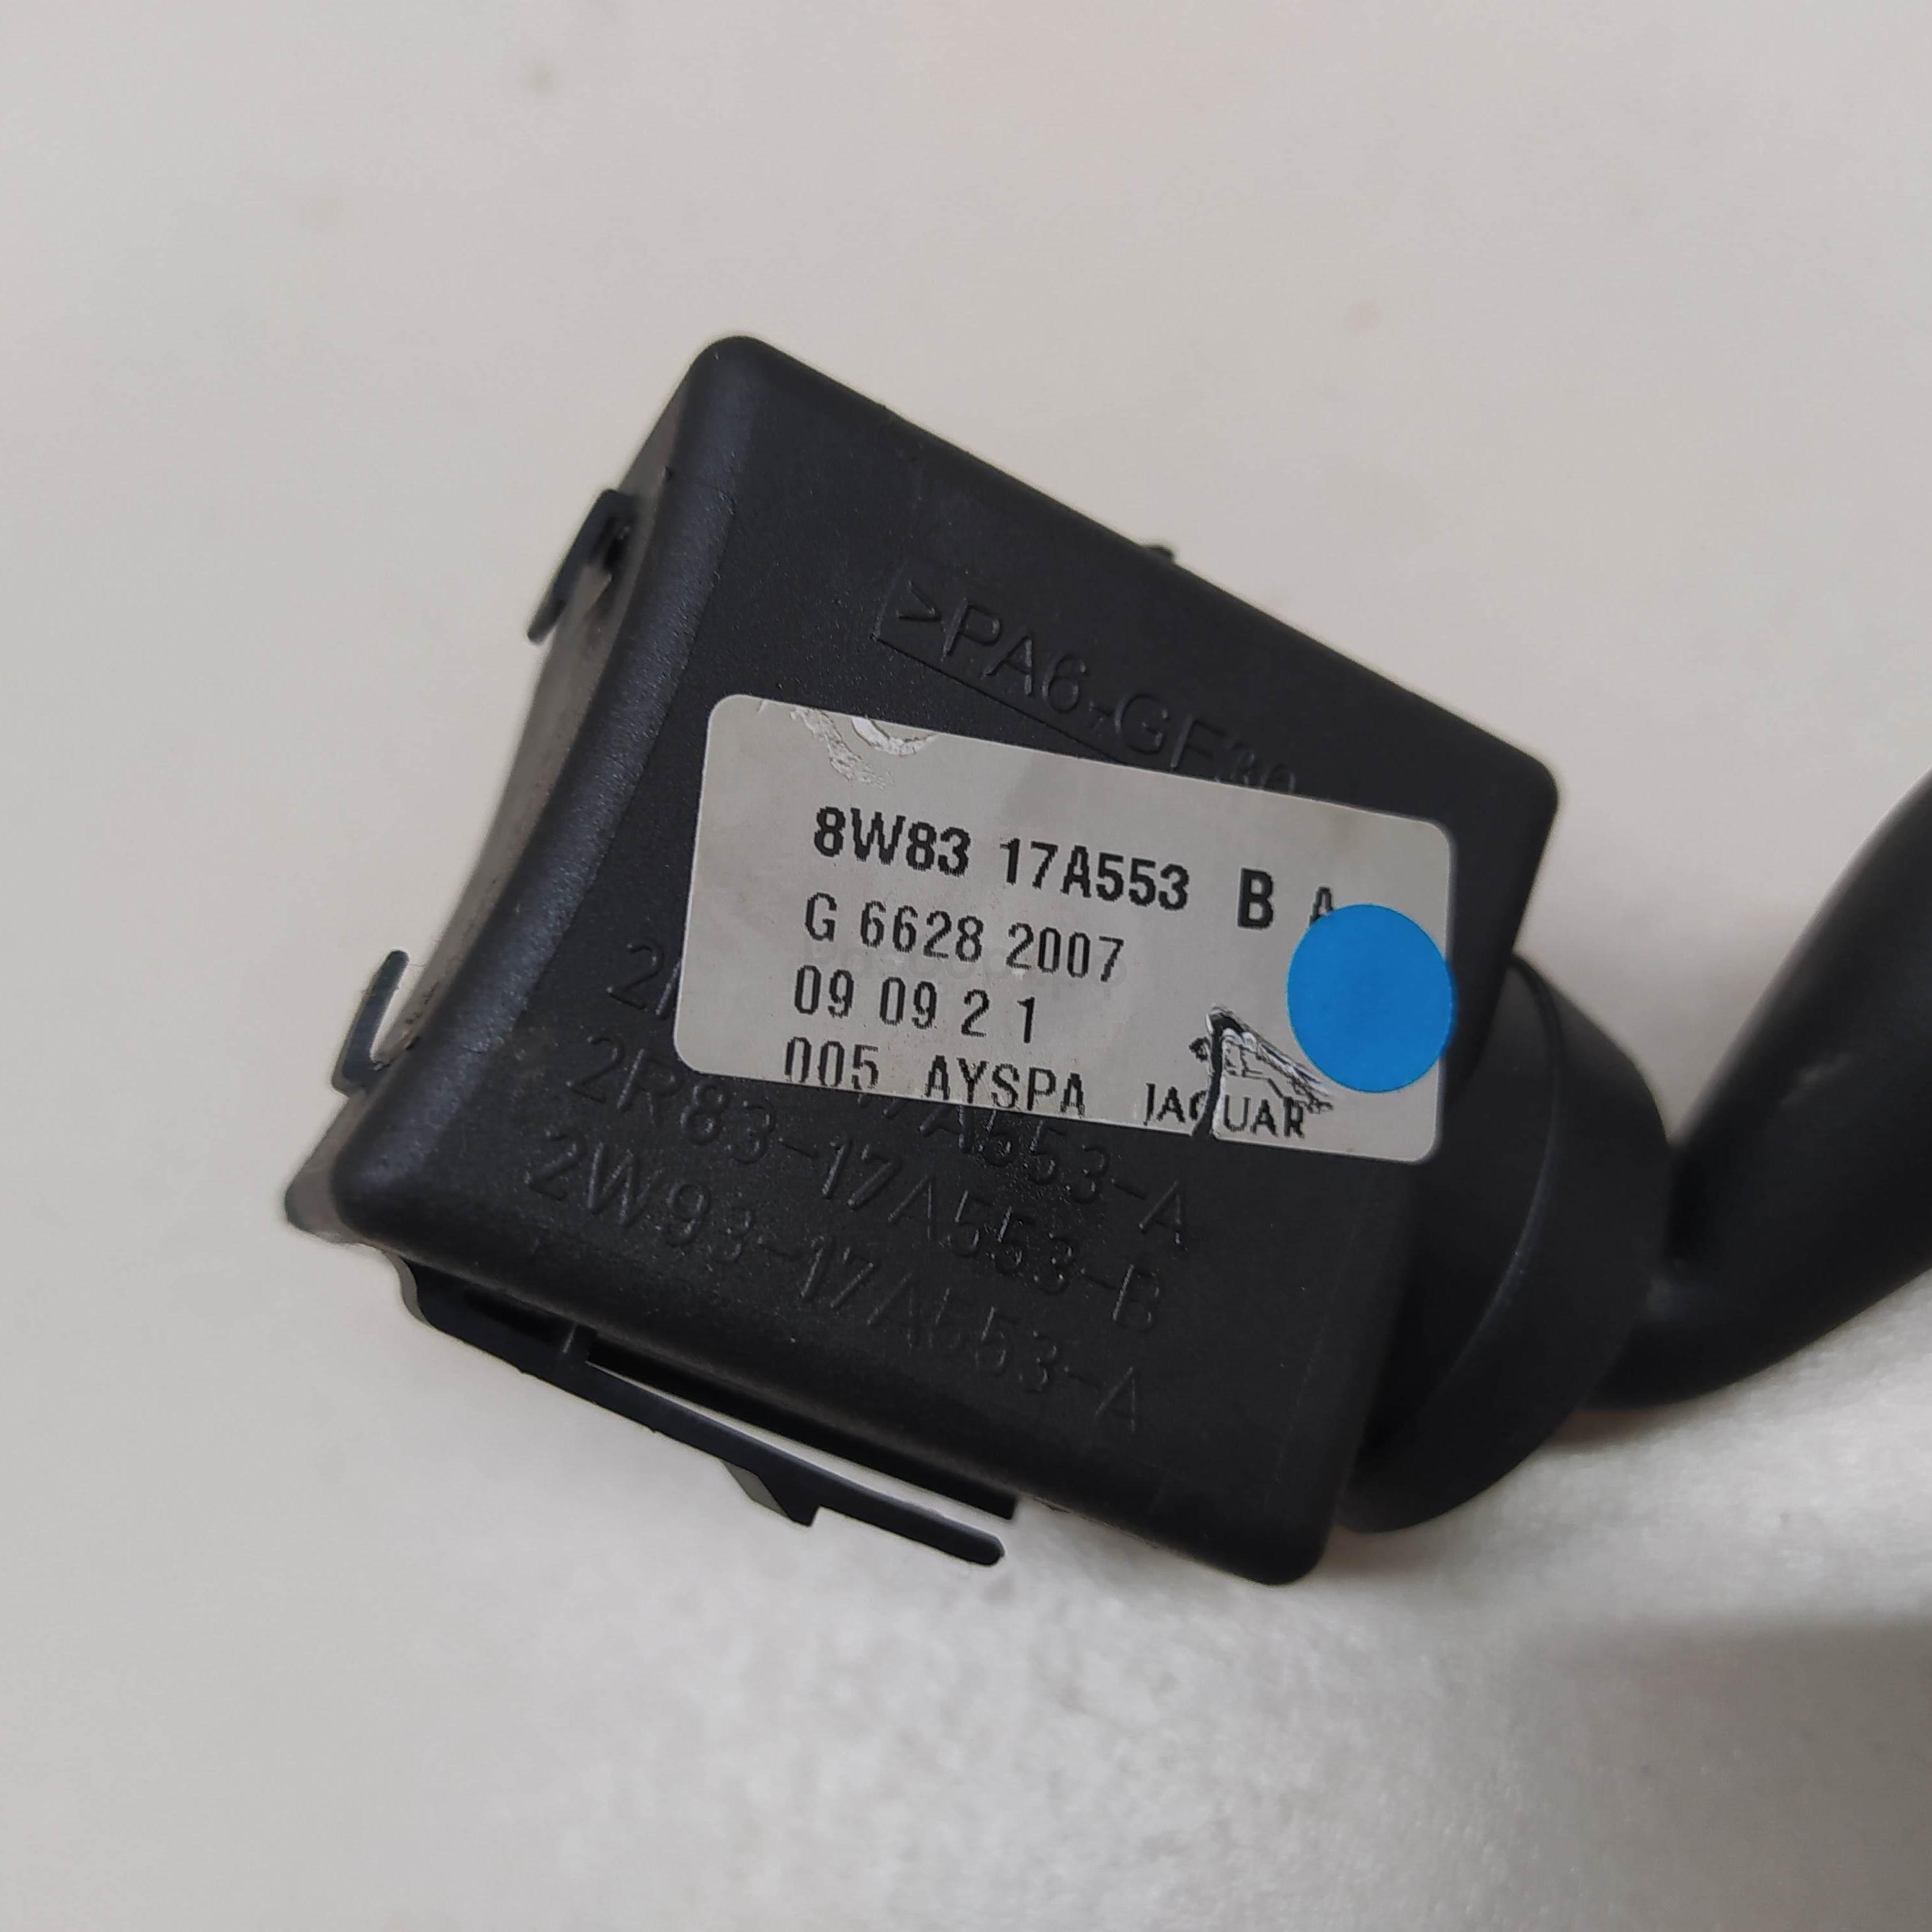 >PA6-GF30
8W83 17A553 B A
G 6628 2007
09 09 2 1
005 AYSPA JAGUAR
17A553-A
2R83-17A553-B
2W93-17A553-A